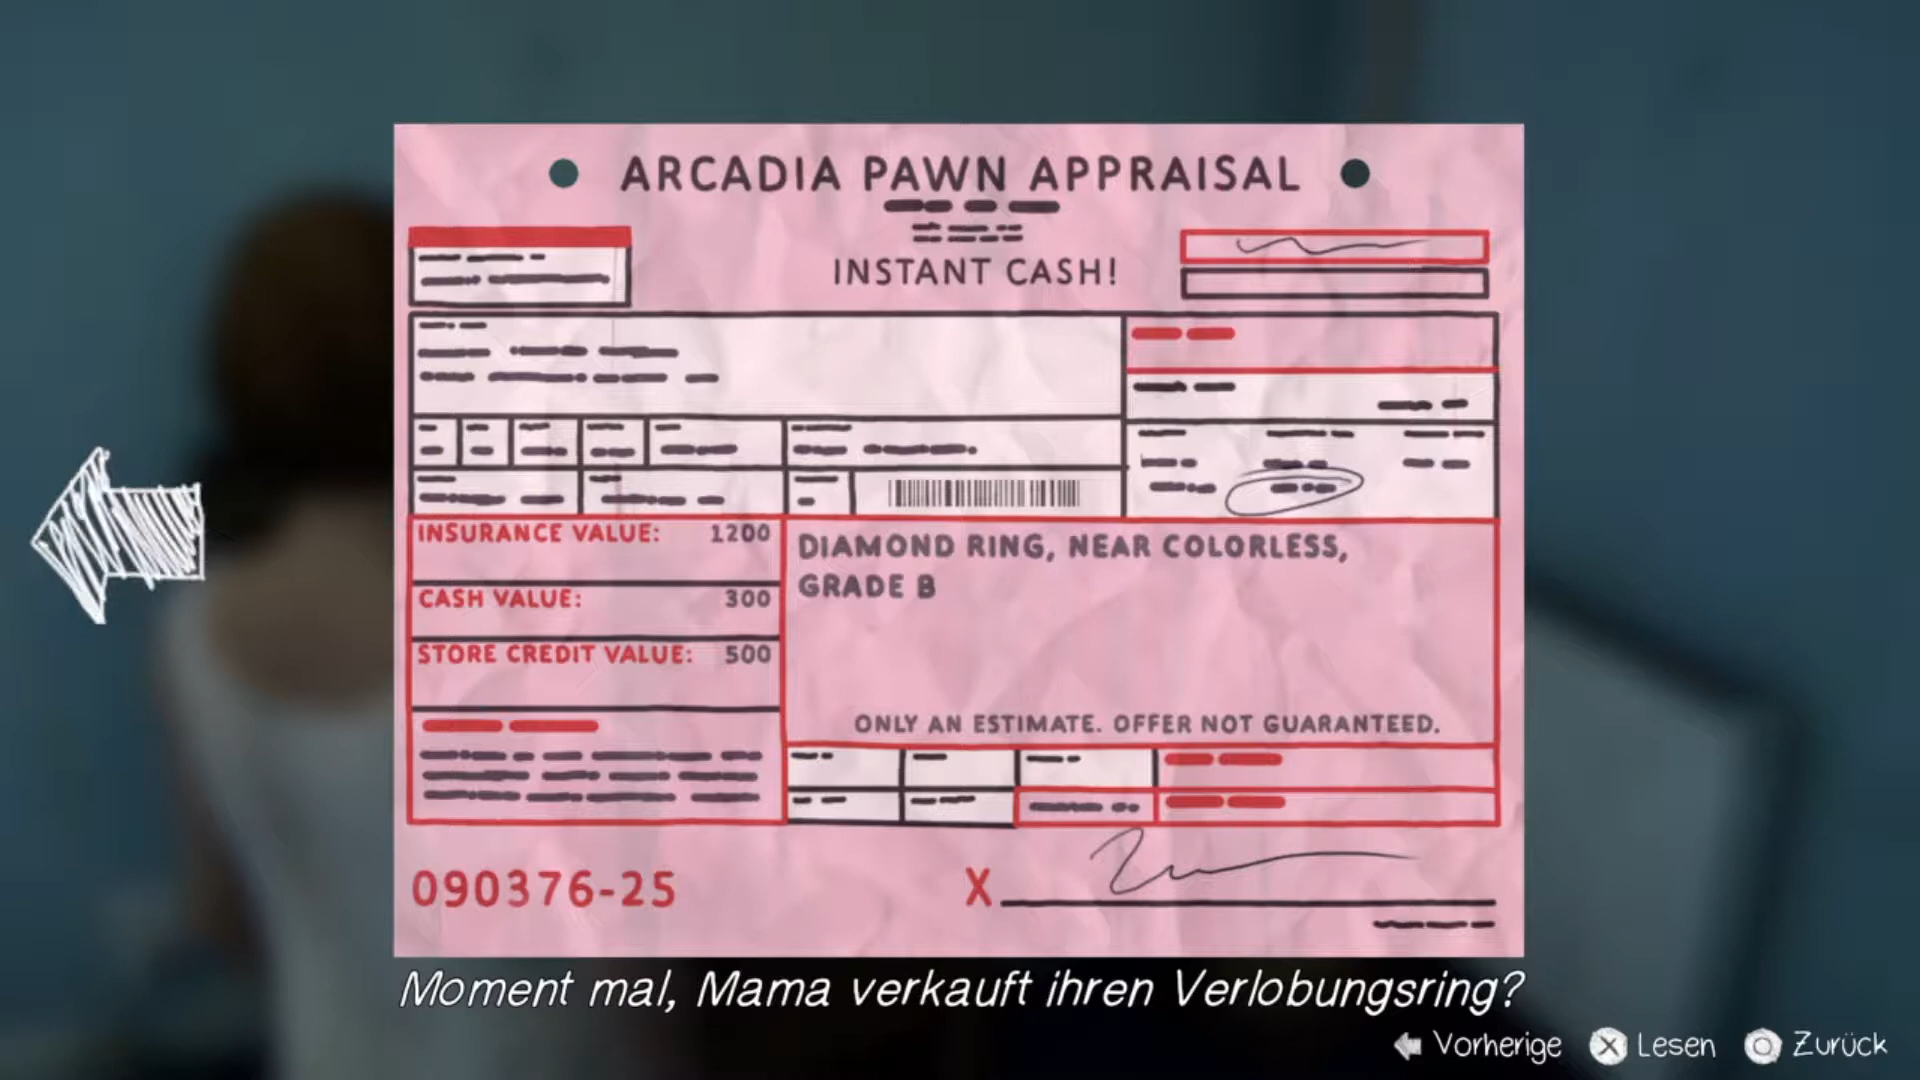 ARCADIA PAWN APPRAISAL
INSTANT CASH!
INSURANCE VALUE: 1200
CASH VALUE: 300
STORE CREDIT VALUE: 500
DIAMOND RING, NEAR COLORLESS,
GRADE B
ONLY AN ESTIMATE. OFFER NOT GUARANTEED.
090376-25
X
Moment mal, Mama verkauft ihren Verlobungsring?
Vorherige
Lesen
Zurück